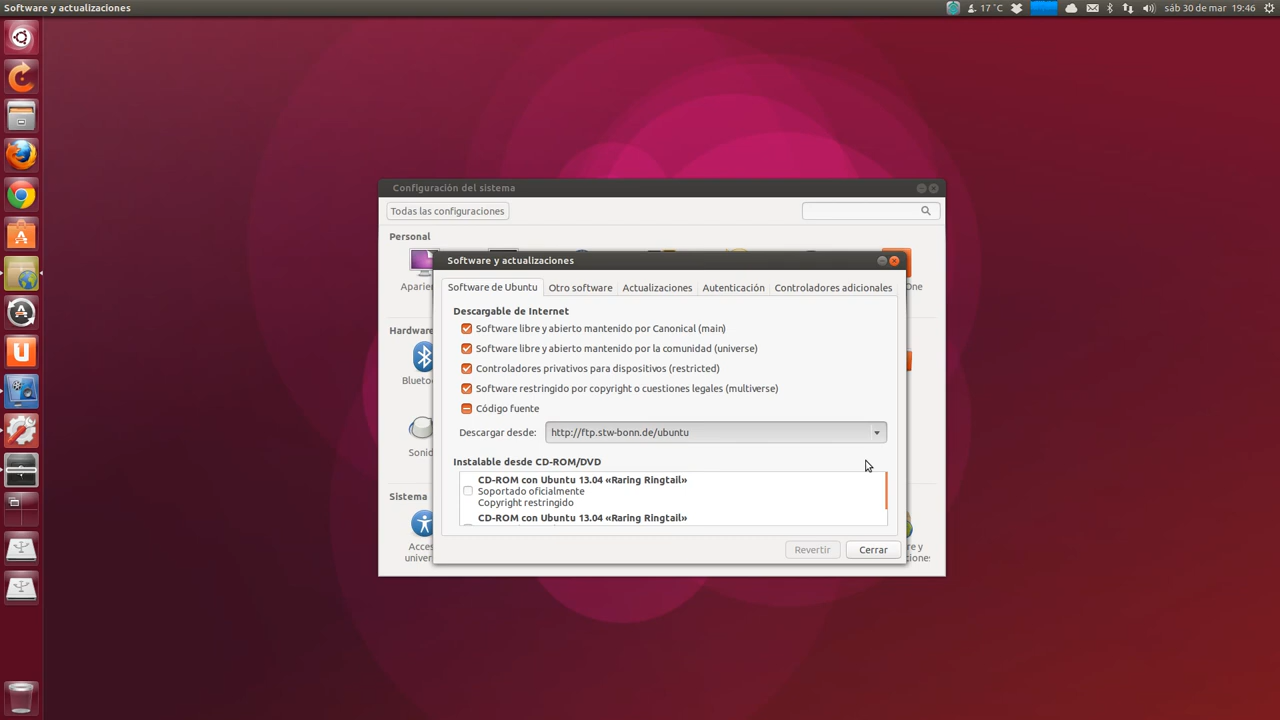 Software y actualizaciones
17 °C
sáb 30 de mar 19:46
Configuración del sistema
Todas las configuraciones
Personal
Software y actualizaciones
Software de Ubuntu Otro software Actualizaciones Autenticación Controladores adicionales
Descargable de Internet
Software libre y abierto mantenido por Canonical (main)
Software libre y abierto mantenido por la comunidad (universe)
Controladores privativos para dispositivos (restricted)
Software restringido por copyright o cuestiones legales (multiverse)
Código fuente
Descargar desde: http://ftp.stw-bonn.de/ubuntu
Instalable desde CD-ROM/DVD
CD-ROM con Ubuntu 13.04 «Raring Ringtail»
Soportado oficialmente
Copyright restringido
CD-ROM con Ubuntu 13.04 «Raring Ringtail»
Revertir Cerrar
Aparien
One
Hardware
Bluetoo
Sonid
Sistema
Acces
univer
e y
ciones